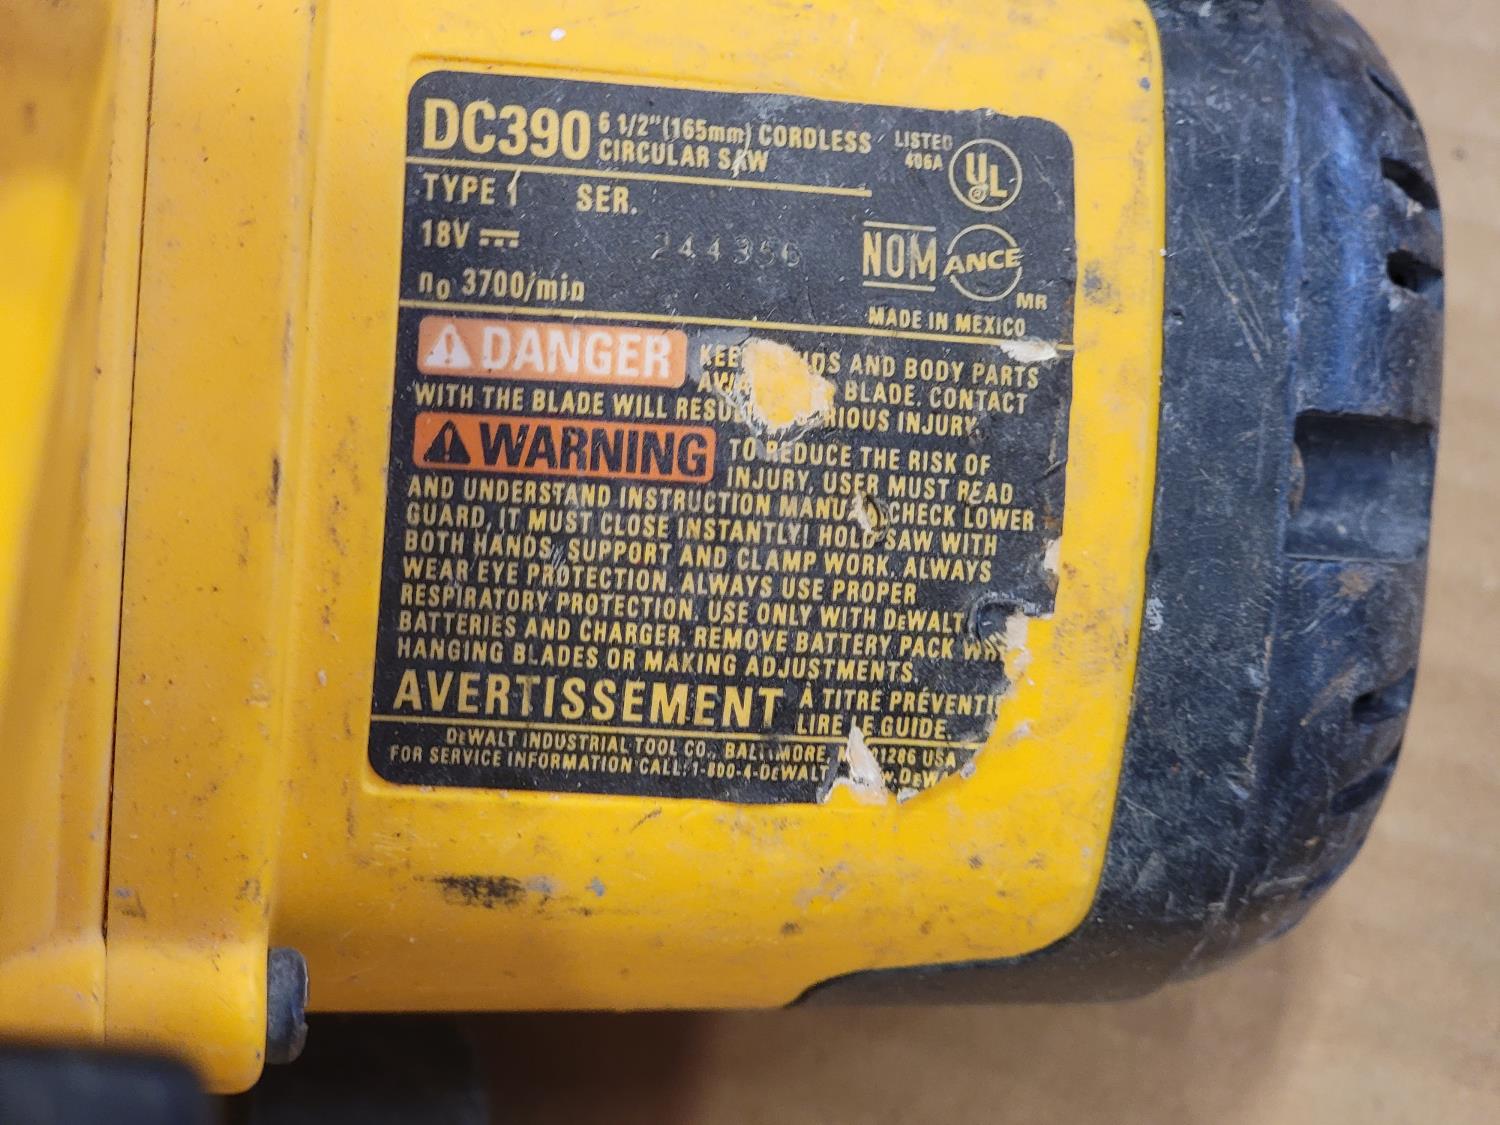 DC390 6 1/2"(165mm) CORDLESS
CIRCULAR SAW
LISTED
406A
UL
TYPE 1 SER.
18V
244356
NOM
ANCE
MR
n0 3700/min
MADE IN MEXICO
DANGER AND BODY PARTS
BLADE. CONTACT
WITH THE BLADE WILL INJURY.
WARNING TO REDUCE THE RISK OF
INJURY, USER MUST READ
AND UNDERSTAND INSTRUCTION CHECK LOWER
GUARD, IT MUST CLOSE INSTANTLY! HOLD SAW WITH
BOTH HANDS, SUPPORT AND CLAMP WORK. ALWAYS
WEAR EYE PROTECTION. ALWAYS USE PROPER
RESPIRATORY PROTECTION. USE ONLY WITH DEWALT
BATTERIES AND CHARGER. REMOVE BATTERY PACK
HANGING BLADES OR MAKING ADJUSTMENTS.
AVERTISSEMENT À TITRE
LIRE LE GUIDE.
DEWALT INDUSTRIAL TOOL CO., BALTIMORE, USA
FOR SERVICE INFORMATION CALL: 1-800-4-DEWALT